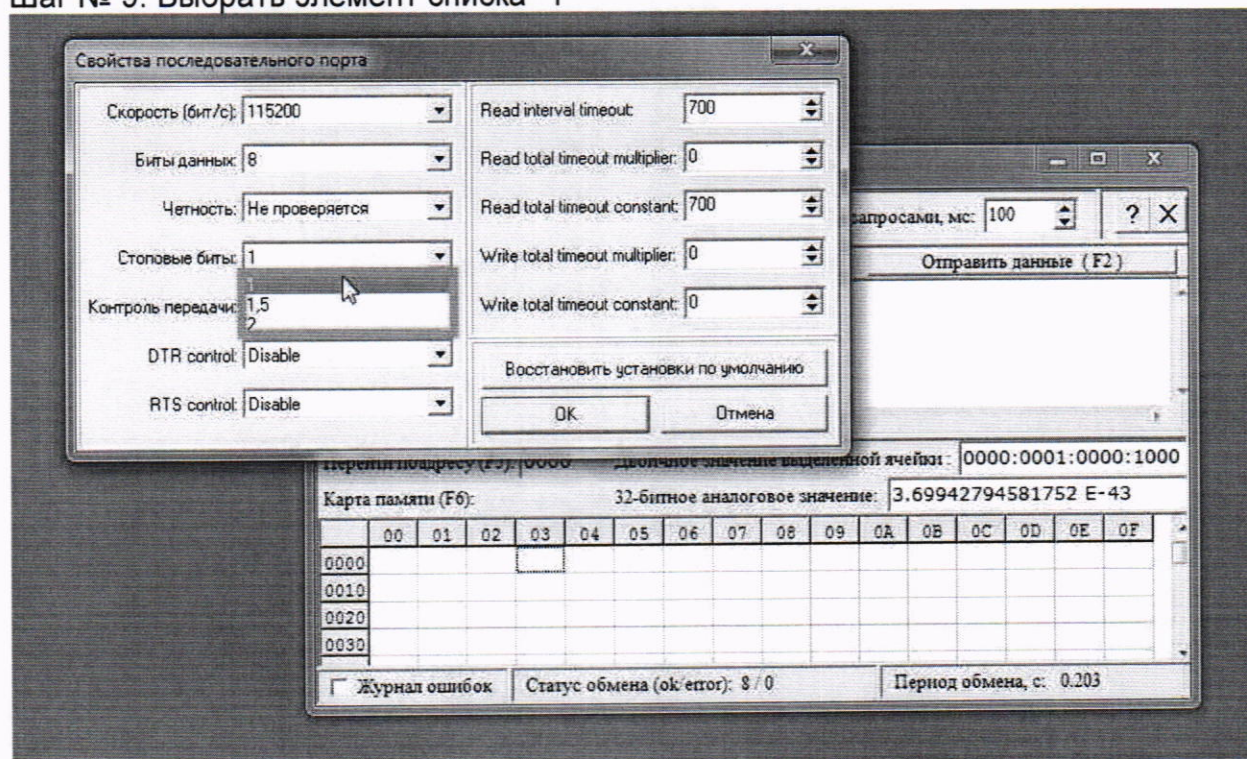 Шаг № 9. Выбрать элемент списка "1"
Свойства последовательного порта
Скорость (бит/с): 115200
Биты данных: 8
Четность: Не проверяется
Стоповые биты: 1
1
1,5
2
Контроль передачи:
DTR control: Disable
RTS control: Disable
Read interval timeout: 700
Read total timeout multiplier: 0
Read total timeout constant: 700
Write total timeout multiplier: 0
Write total timeout constant: 0
Восстановить установки по умолчанию
OK Отмена
запросами, мс: 100 ?
Отправить данные ( F2 )
Перейти по адресу (F5): 0000 Двоичное значение выделенной ячейки : 0000:0001:0000:1000
Карта памяти (F6): 32-битное аналоговое значение: 3.69942794581752 E-43
00 01 02 03 04 05 06 07 08 09 0A 0B 0C 0D 0E 0F
0000
0010
0020
0030
Журнал ошибок Статус обмена (ok/error): 8 / 0 Период обмена, с: 0.203